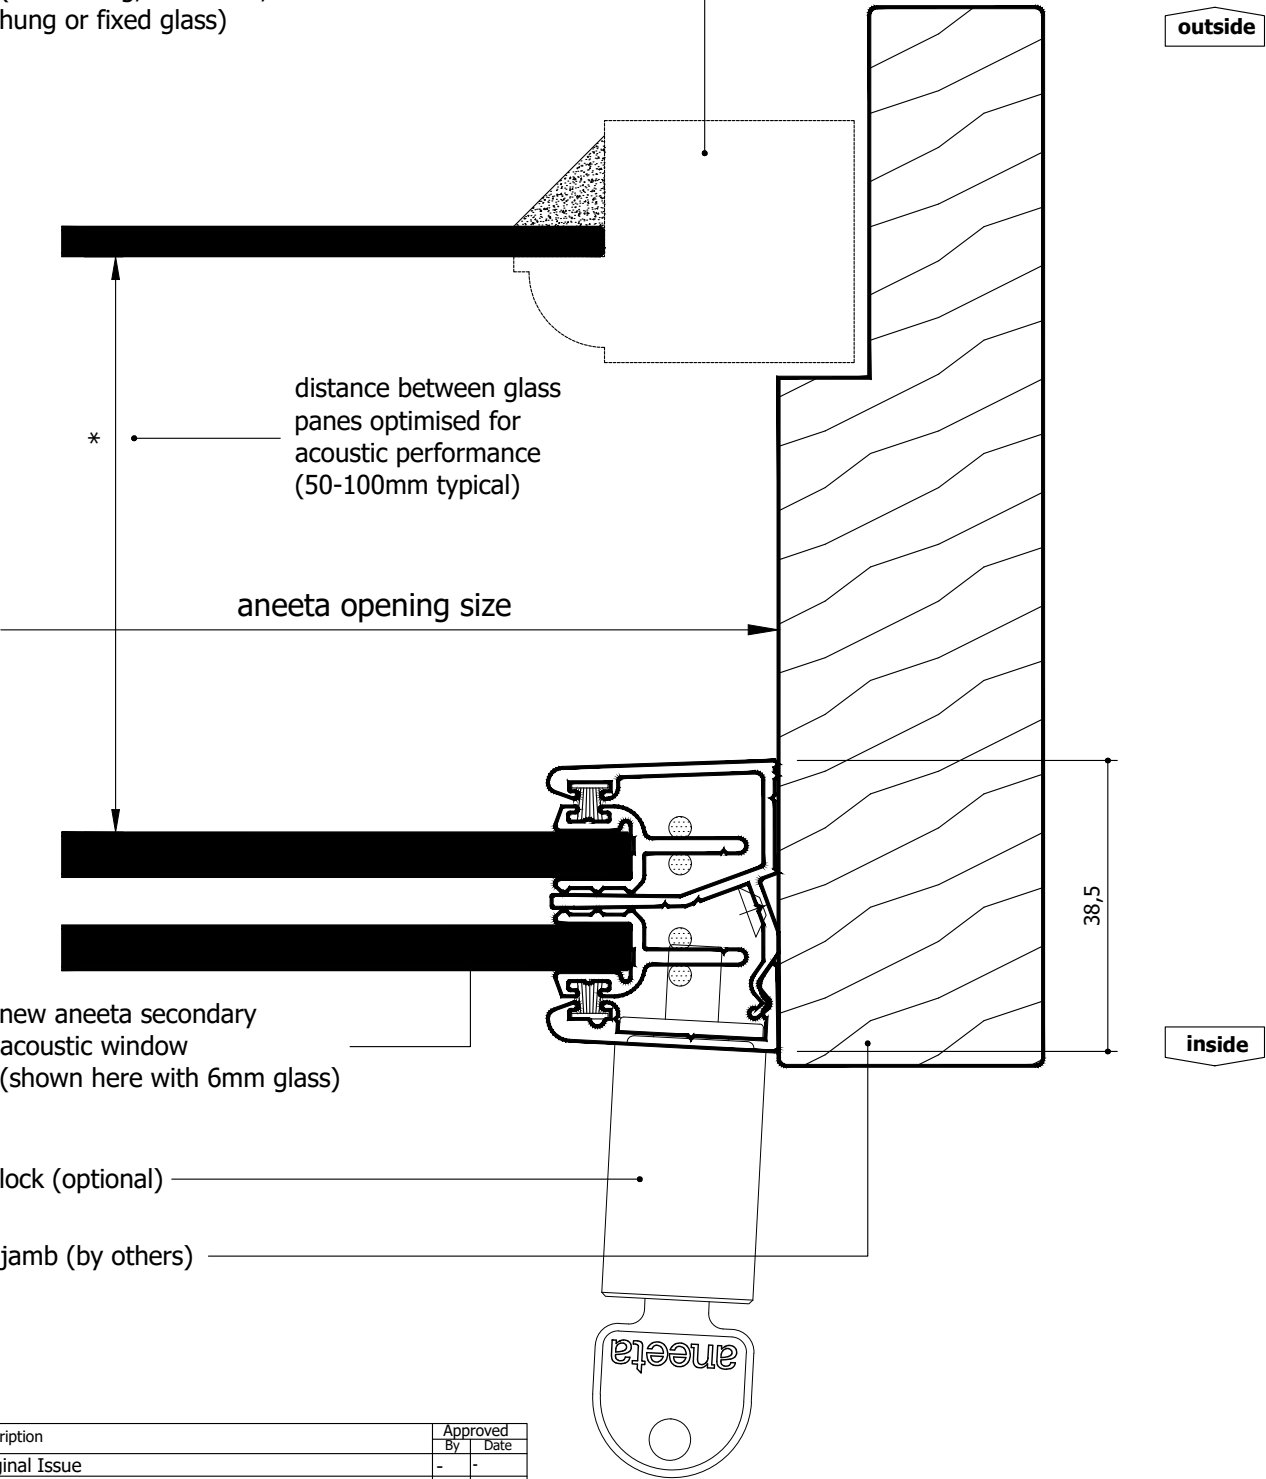 hung or fixed glass)
outside
distance between glass
panes optimised for
acoustic performance
(50-100mm typical)
*
aneeta opening size
38,5
new aneeta secondary
acoustic window
(shown here with 6mm glass)
inside
lock (optional)
jamb (by others)
aneeta
ription
Approved
By Date
ginal Issue
- -